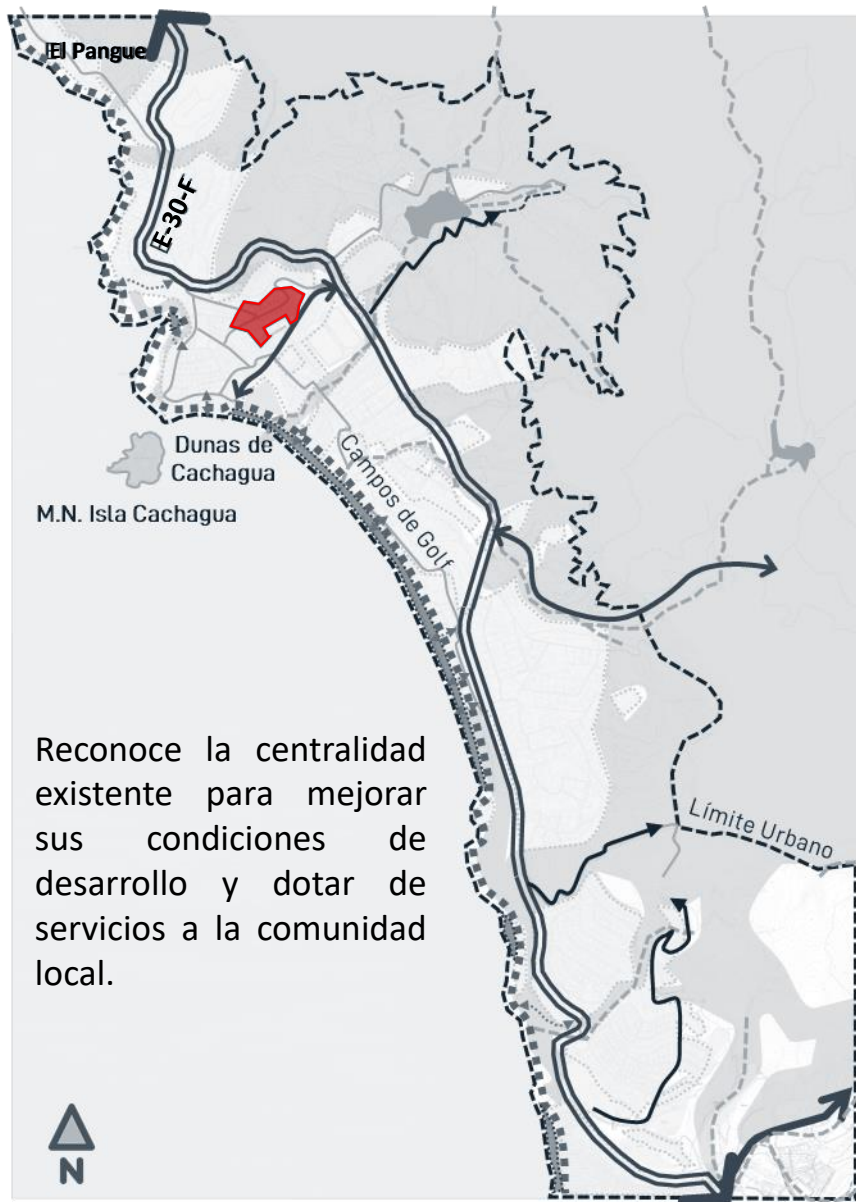 El Pangue
E-30-F
Dunas de
Cachagua
M.N. Isla Cachagua
Campos de Golf
Reconoce la centralidad
existente para mejorar
sus condiciones de
desarrollo y dotar de
servicios a la comunidad
local.
Límite Urbano
N